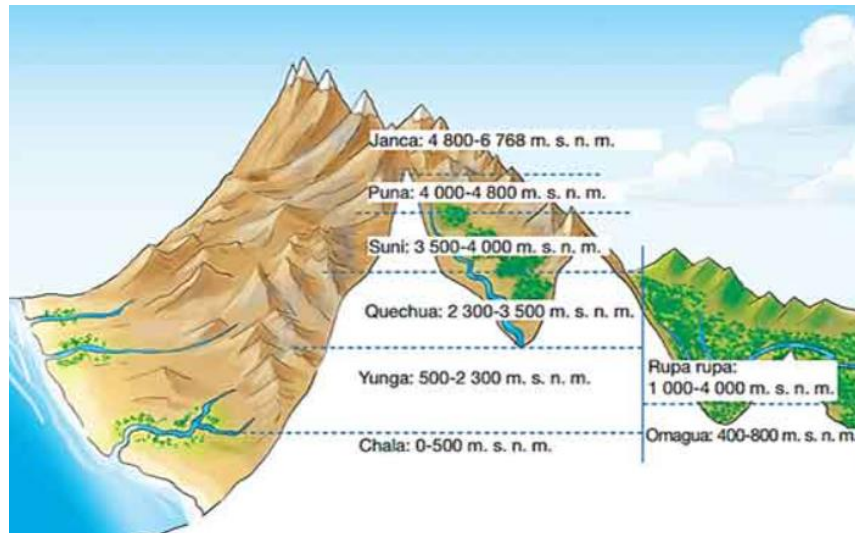 Janca: 4 800-6 768 m. s. n. m.
Puna: 4 000-4 800 m. s. n. m.
Suni: 3 500-4 000 m. s. n. m.
Quechua: 2 300-3 500 m. s. n. m.
Yunga: 500-2 300 m. s. n. m.
Chala: 0-500 m. s. n. m.
Rupa rupa:
1 000-4 000 m. s. n. m.
Omagua: 400-800 m. s. n. m.